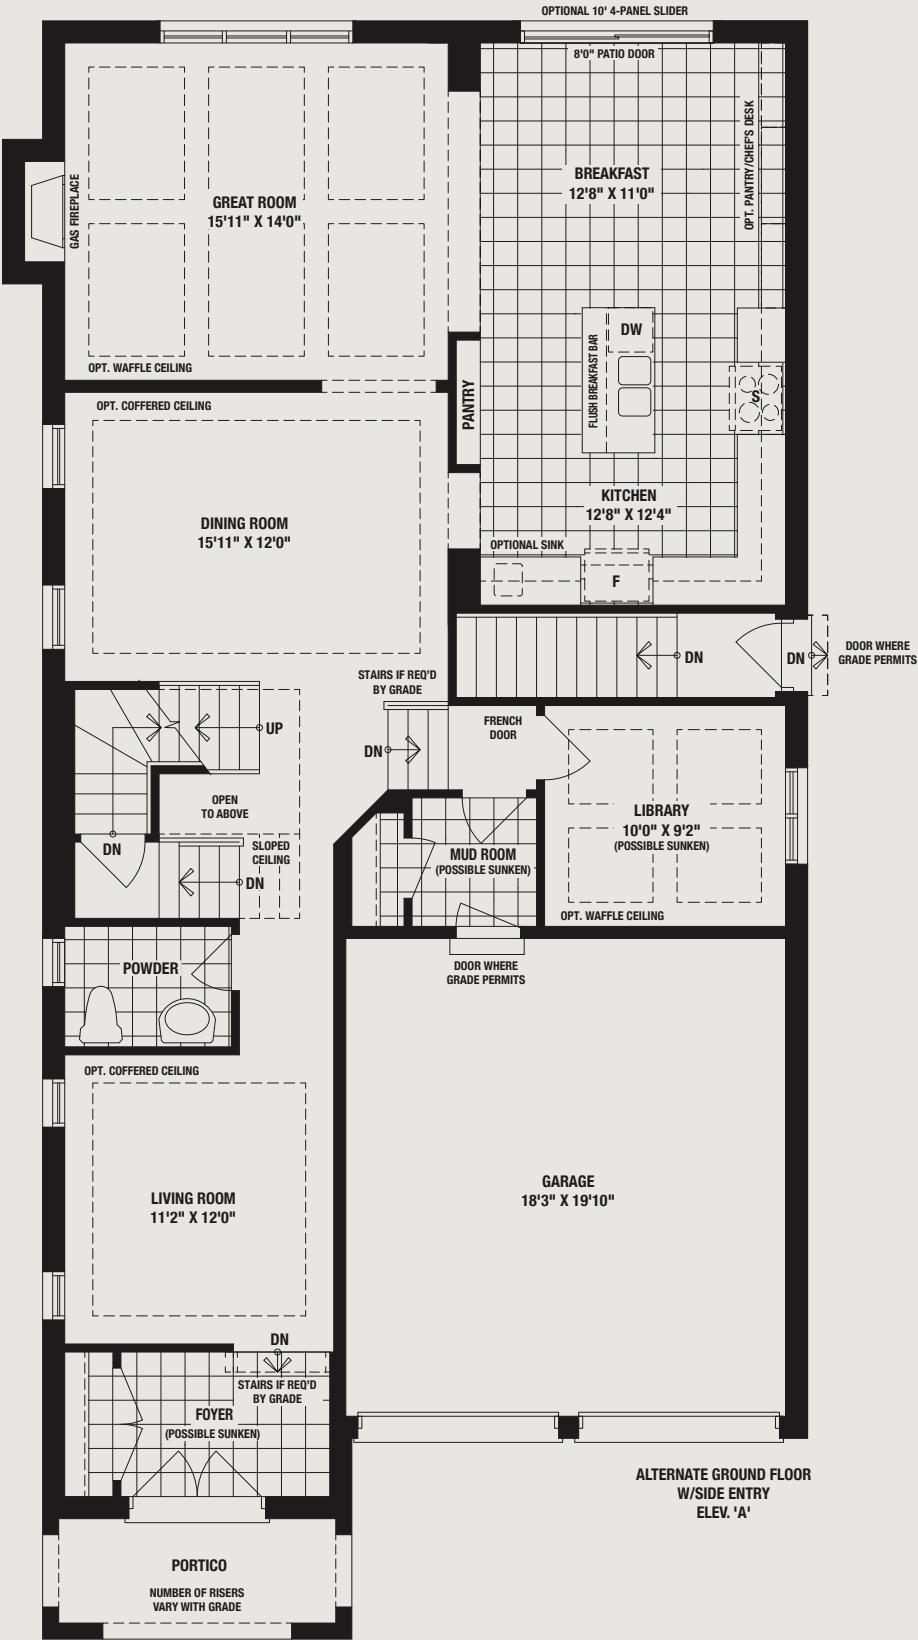 OPTIONAL 10' 4-PANEL SLIDER
8'0" PATIO DOOR
GREAT ROOM
15'11" X 14'0"
GAS FIREPLACE
OPT. WAFFLE CEILING
BREAKFAST
12'8" X 11'0"
OPT. PANTRY/CHEF'S DESK
DW
FLUSH BREAKFAST BAR
S
PANTRY
KITCHEN
12'8" X 12'4"
OPTIONAL SINK
F
OPT. COFFERED CEILING
DINING ROOM
15'11" X 12'0"
DN
DN
DOOR WHERE
GRADE PERMITS
STAIRS IF REQ'D
BY GRADE
DN
FRENCH
DOOR
UP
OPEN
TO ABOVE
DN
SLOPED
CEILING
DN
LIBRARY
10'0" X 9'2"
(POSSIBLE SUNKEN)
OPT. WAFFLE CEILING
MUD ROOM
(POSSIBLE SUNKEN)
DOOR WHERE
GRADE PERMITS
POWDER
OPT. COFFERED CEILING
LIVING ROOM
11'2" X 12'0"
GARAGE
18'3" X 19'10"
DN
STAIRS IF REQ'D
BY GRADE
FOYER
(POSSIBLE SUNKEN)
ALTERNATE GROUND FLOOR
W/SIDE ENTRY
ELEV. 'A'
PORTICO
NUMBER OF RISERS
VARY WITH GRADE